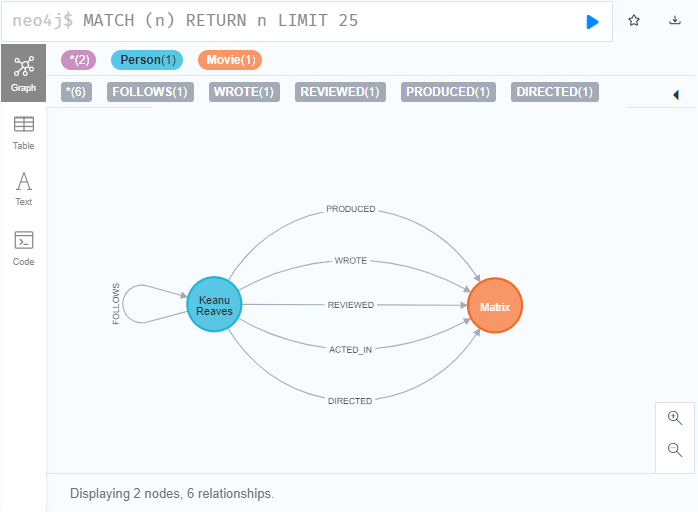 neo4j$ MATCH (n) RETURN n LIMIT 25
*(2) Person(1) Movie(1)
*(6) FOLLOWS(1) WROTE(1) REVIEWED(1) PRODUCED(1) DIRECTED(1)
Graph
Table
Text
Code
PRODUCED
WROTE
FOLLOWS
Keanu
Reaves
REVIEWED
Matrix
ACTED_IN
DIRECTED
Displaying 2 nodes, 6 relationships.